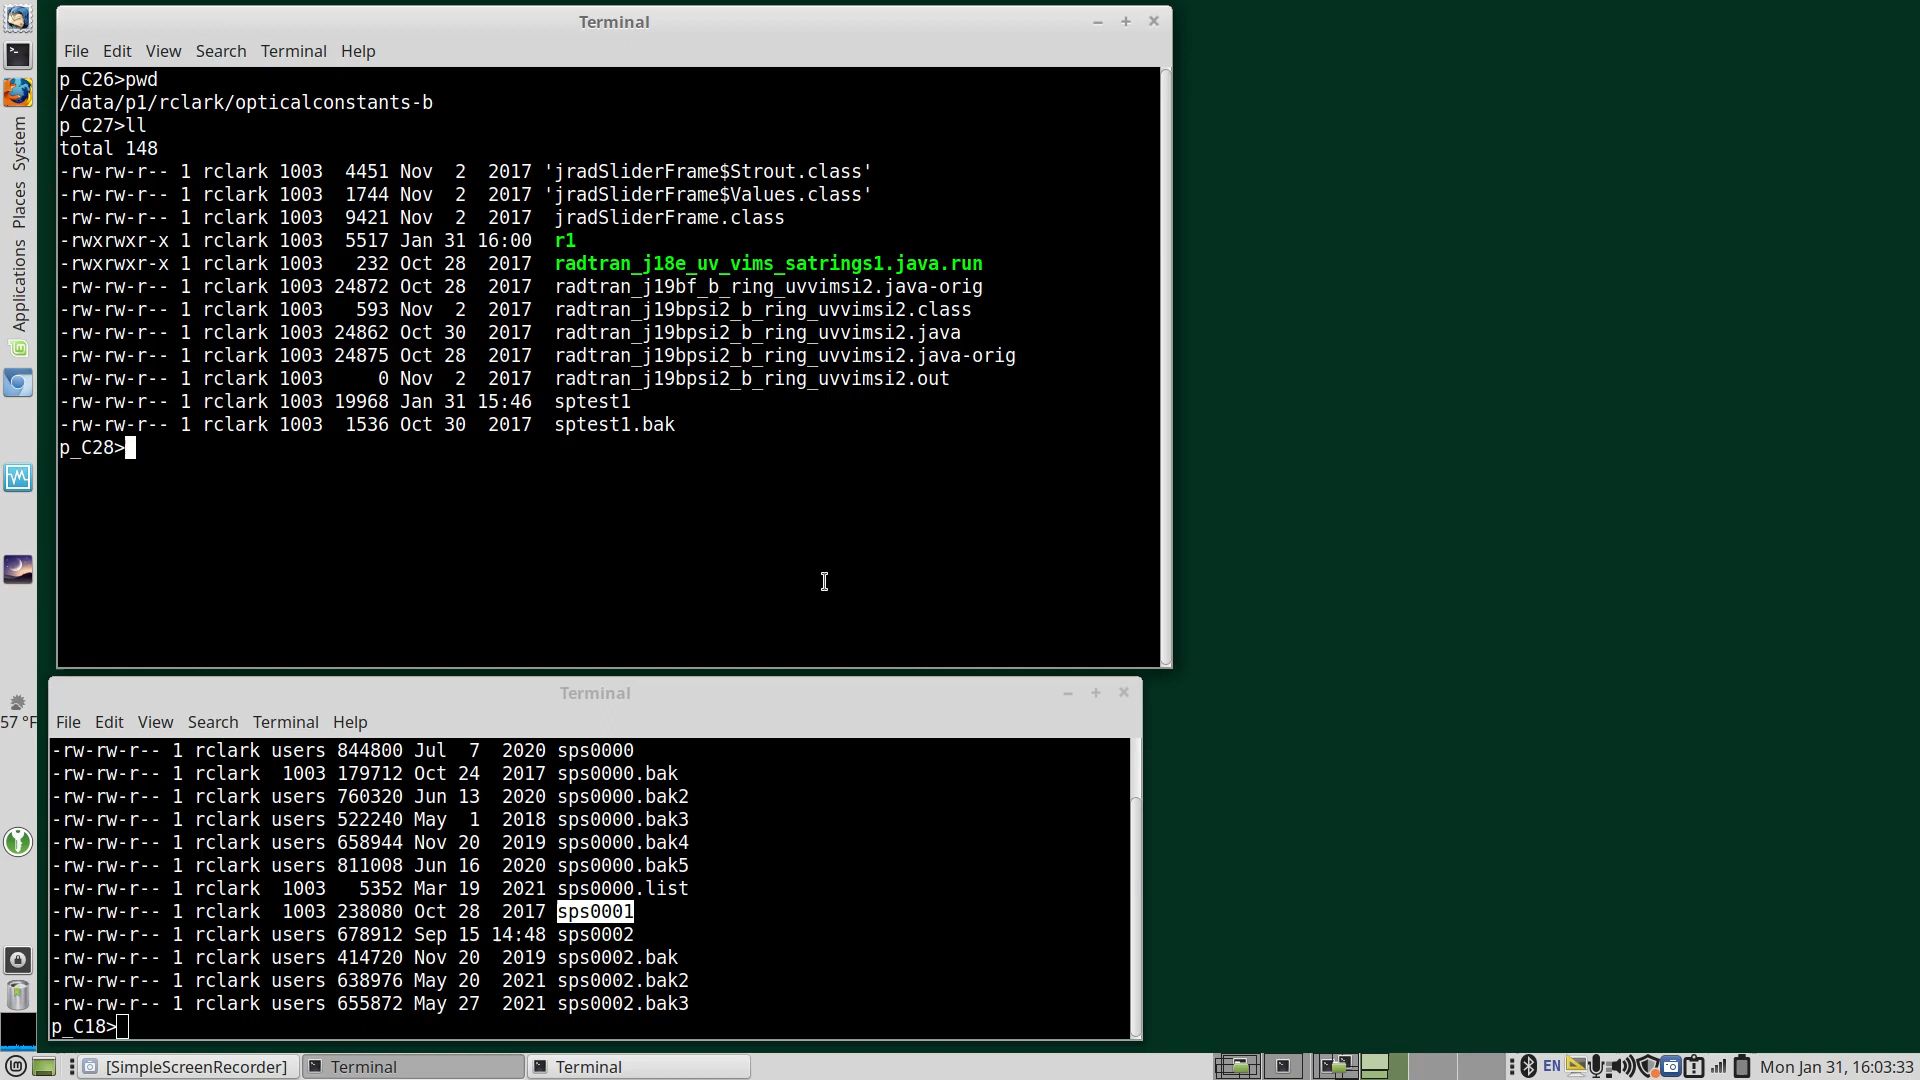 Terminal
File Edit View Search Terminal Help
p_C26>pwd
/data/p1/rclark/opticalconstants-b
p_C27>ll
total 148
-rw-rw-r-- 1 rclark 1003  4451 Nov  2  2017 'jradSliderFrame$Strout.class'
-rw-rw-r-- 1 rclark 1003  1744 Nov  2  2017 'jradSliderFrame$Values.class'
-rw-rw-r-- 1 rclark 1003  9421 Nov  2  2017  jradSliderFrame.class
-rwxrwxr-x 1 rclark 1003  5517 Jan 31 16:00  r1
-rwxrwxr-x 1 rclark 1003   232 Oct 28  2017  radtran_j18e_uv_vims_satrings1.java.run
-rw-rw-r-- 1 rclark 1003 24872 Oct 28  2017  radtran_j19bf_b_ring_uvvimsi2.java-orig
-rw-rw-r-- 1 rclark 1003   593 Nov  2  2017  radtran_j19bpsi2_b_ring_uvvimsi2.class
-rw-rw-r-- 1 rclark 1003 24862 Oct 30  2017  radtran_j19bpsi2_b_ring_uvvimsi2.java
-rw-rw-r-- 1 rclark 1003 24875 Oct 28  2017  radtran_j19bpsi2_b_ring_uvvimsi2.java-orig
-rw-rw-r-- 1 rclark 1003     0 Nov  2  2017  radtran_j19bpsi2_b_ring_uvvimsi2.out
-rw-rw-r-- 1 rclark 1003 19968 Jan 31 15:46  sptest1
-rw-rw-r-- 1 rclark 1003  1536 Oct 30  2017  sptest1.bak
p_C28>
Terminal
File Edit View Search Terminal Help
-rw-rw-r-- 1 rclark users 844800 Jul  7  2020 sps0000
-rw-rw-r-- 1 rclark  1003 179712 Oct 24  2017 sps0000.bak
-rw-rw-r-- 1 rclark users 760320 Jun 13  2020 sps0000.bak2
-rw-rw-r-- 1 rclark users 522240 May  1  2018 sps0000.bak3
-rw-rw-r-- 1 rclark users 658944 Nov 20  2019 sps0000.bak4
-rw-rw-r-- 1 rclark users 811008 Jun 16  2020 sps0000.bak5
-rw-rw-r-- 1 rclark  1003   5352 Mar 19  2021 sps0000.list
-rw-rw-r-- 1 rclark  1003 238080 Oct 28  2017 sps0001
-rw-rw-r-- 1 rclark users 678912 Sep 15 14:48 sps0002
-rw-rw-r-- 1 rclark users 414720 Nov 20  2019 sps0002.bak
-rw-rw-r-- 1 rclark users 638976 May 20  2021 sps0002.bak2
-rw-rw-r-- 1 rclark users 655872 May 27  2021 sps0002.bak3
p_C18>
System
Places
Applications
57 °F
[SimpleScreenRecorder]
Terminal
Terminal
EN
Mon Jan 31, 16:03:33